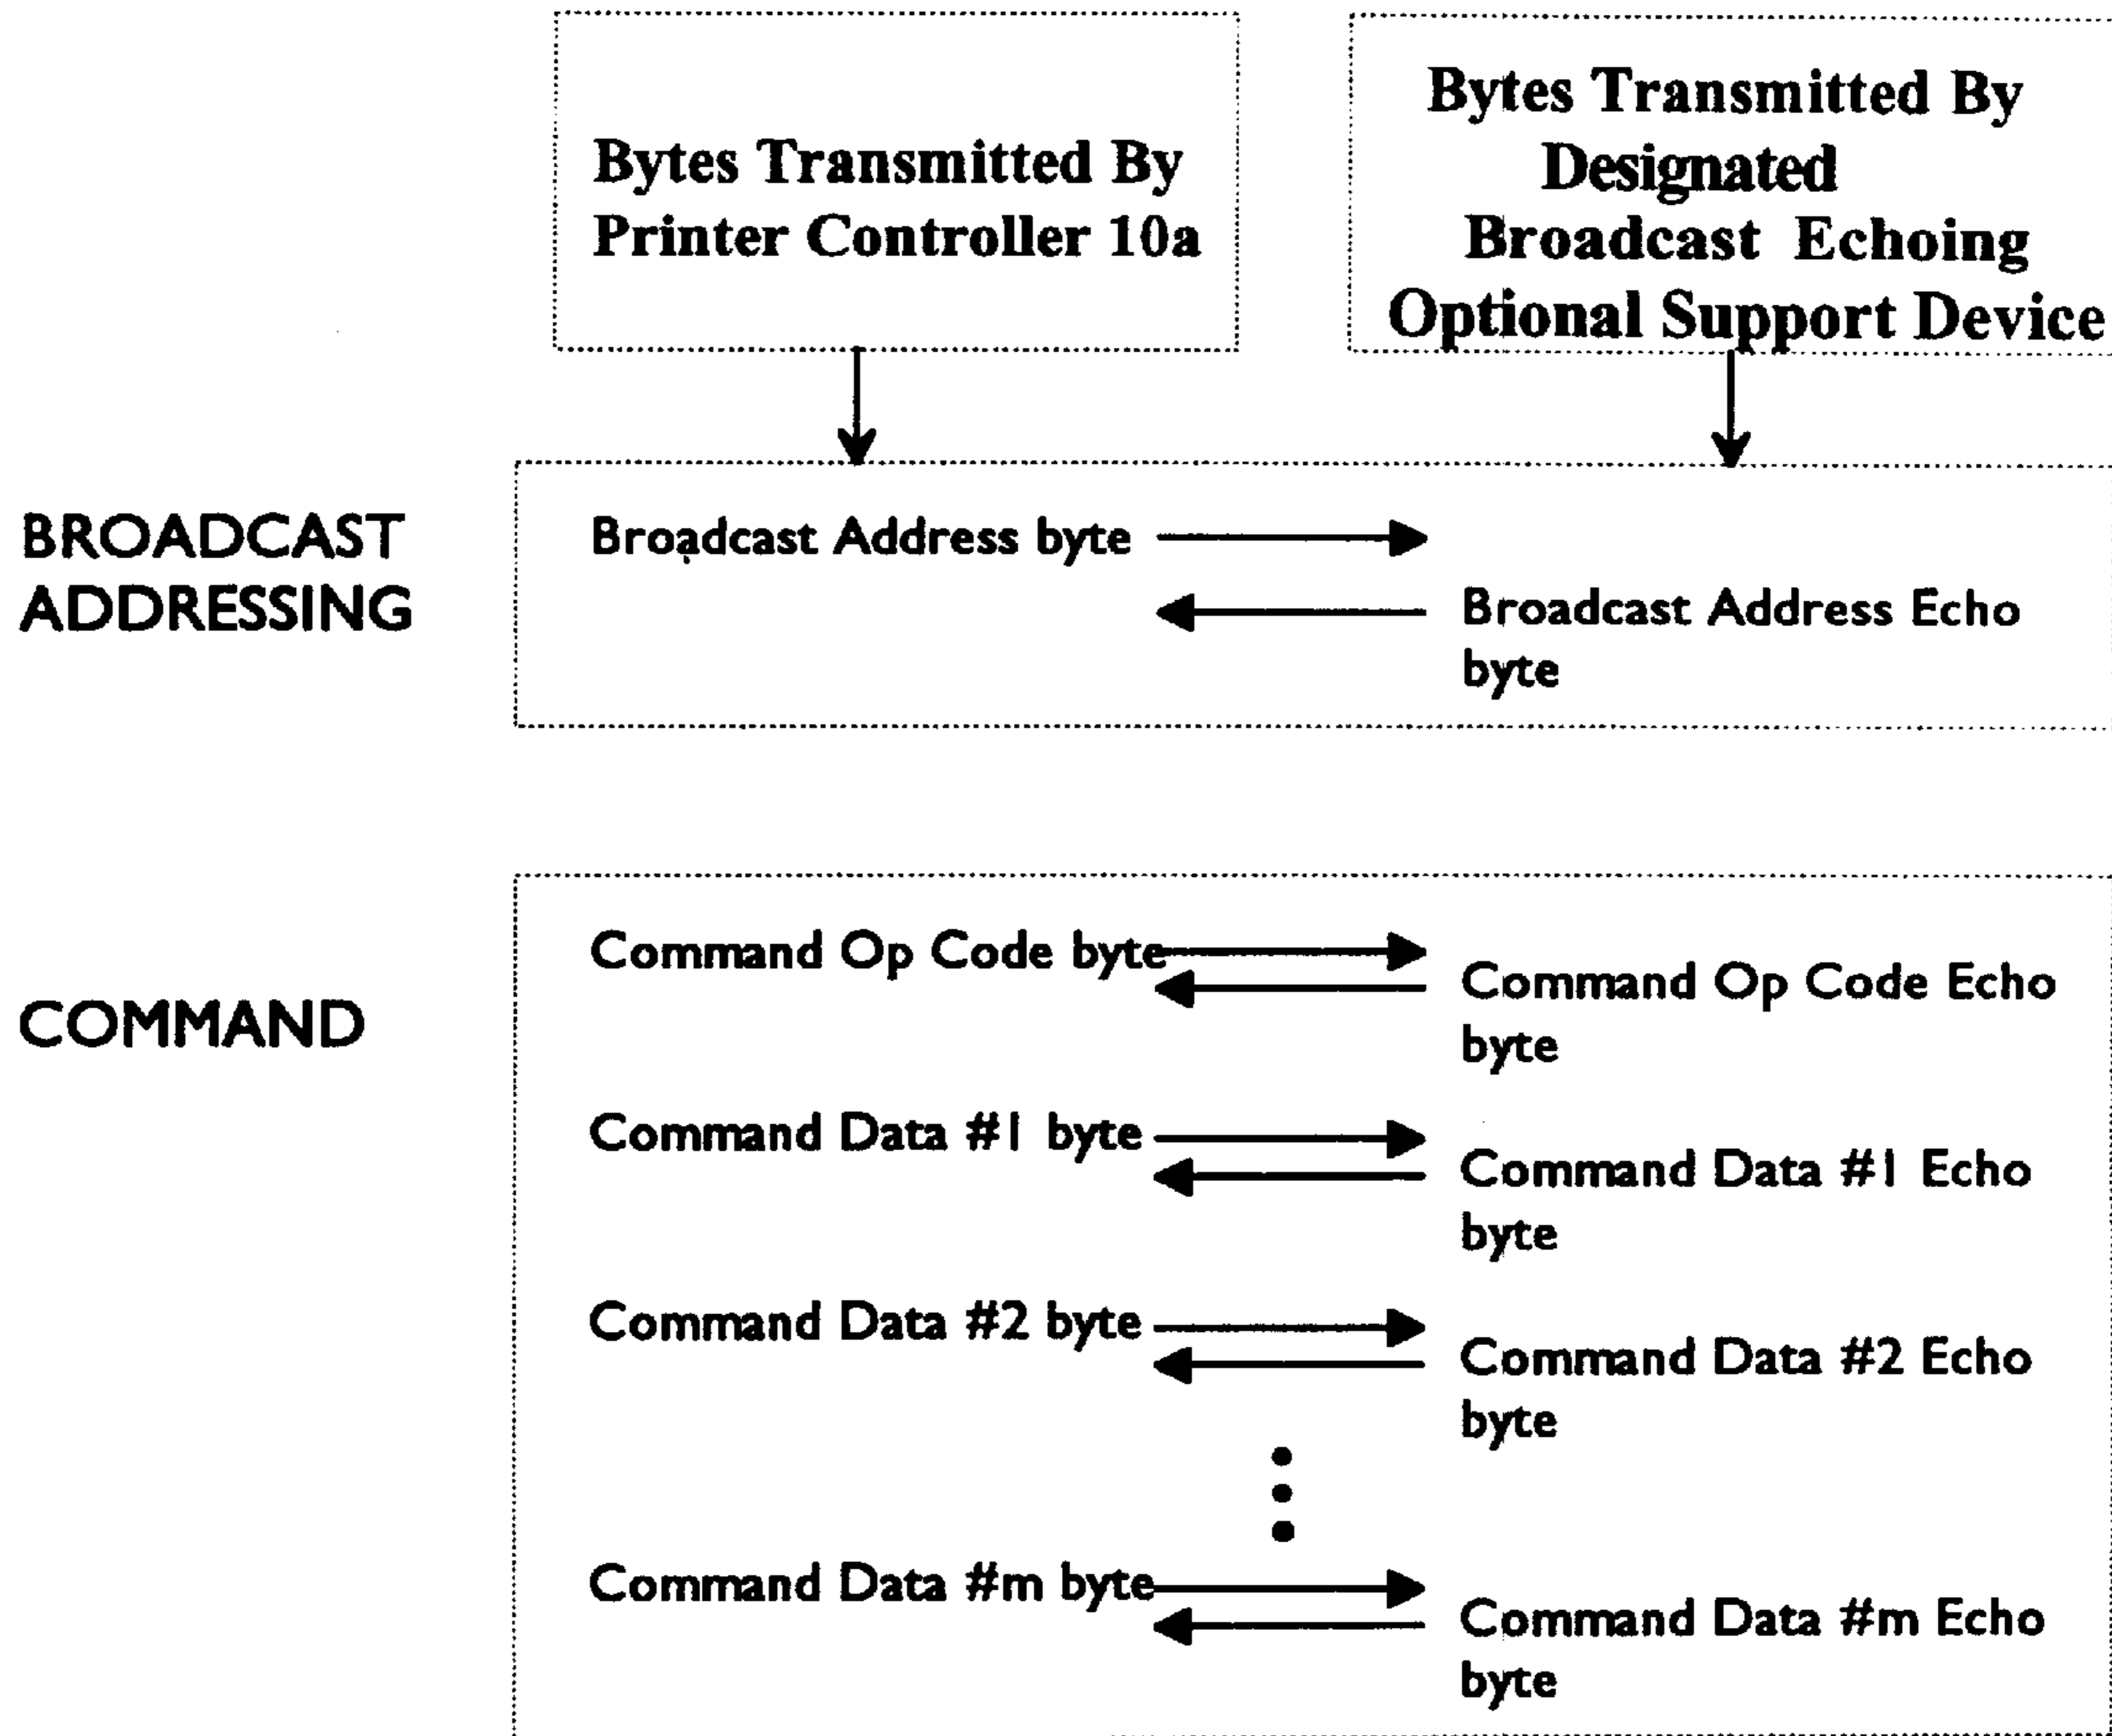 Bytes Transmitted By
Printer Controller 10a
Bytes Transmitted By
Designated
Broadcast Echoing
Optional Support Device
BROADCAST
ADDRESSING
Broadcast Address byte
Broadcast Address Echo
byte
COMMAND
Command Op Code byte
Command Op Code Echo
byte
Command Data #1 byte
Command Data #1 Echo
byte
Command Data #2 byte
Command Data #2 Echo
byte
Command Data #m byte
Command Data #m Echo
byte